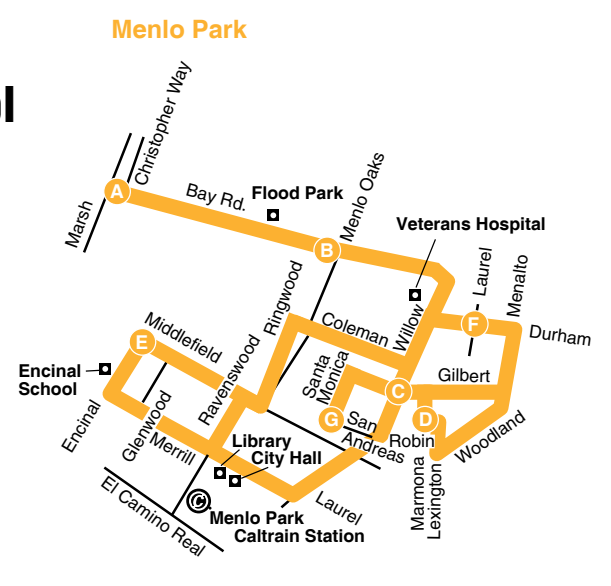 Menlo Park
ol
Christopher Way
Marsh
A
Bay Rd.
Flood Park
Menlo Oaks
B
Veterans Hospital
Laurel
Menalto
Ringwood
Coleman
Willow
F
Durham
E
Middlefield
Ravenswood
Santa
Monica
Gilbert
Encinal
School
C
G
D
San
Andreas
Robin
Woodland
Encinal
Glenwood
Merrill
Library
City Hall
Laurel
Marmona
Lexington
El Camino Real
C
Menlo Park
Caltrain Station